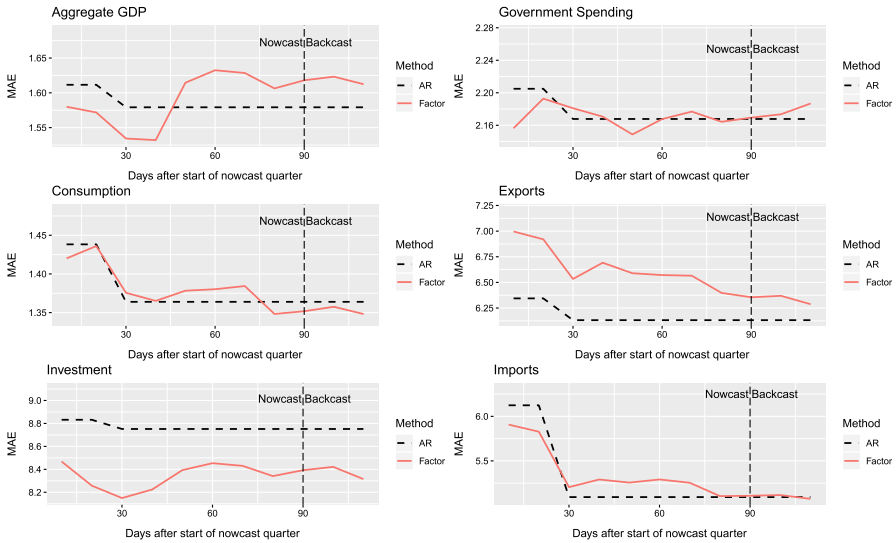 Aggregate GDP
MAE
1.65
1.60
1.55
Nowcast Backcast
30
60
90
Days after start of nowcast quarter
Method
AR
Factor
Government Spending
MAE
2.28
2.24
2.20
2.16
Nowcast Backcast
30
60
90
Days after start of nowcast quarter
Method
AR
Factor
Consumption
MAE
1.45
1.40
1.35
Nowcast Backcast
30
60
90
Days after start of nowcast quarter
Method
AR
Factor
Exports
MAE
7.25
7.00
6.75
6.50
6.25
Nowcast Backcast
30
60
90
Days after start of nowcast quarter
Method
AR
Factor
Investment
MAE
9.0
8.8
8.6
8.4
8.2
Nowcast Backcast
30
60
90
Days after start of nowcast quarter
Method
AR
Factor
Imports
MAE
6.0
5.5
Nowcast Backcast
30
60
90
Days after start of nowcast quarter
Method
AR
Factor